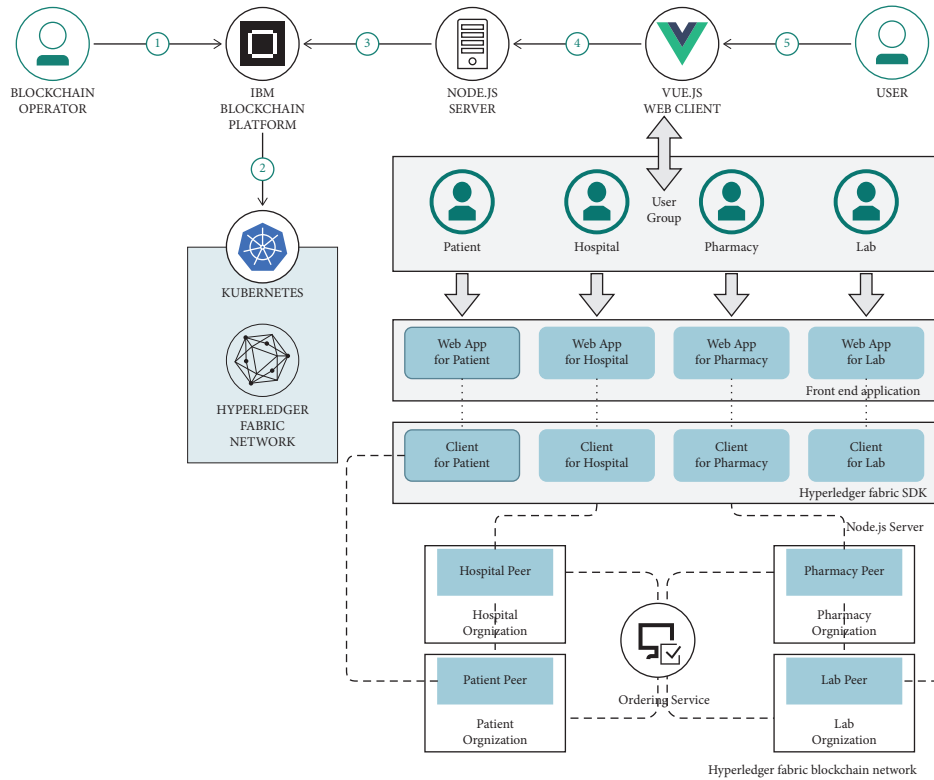 1
3
4
5
BLOCKCHAIN
OPERATOR
IBM
BLOCKCHAIN
PLATFORM
NODE.JS
SERVER
VUE.JS
WEB CLIENT
USER
2
User
Group
Patient
Hospital
Pharmacy
Lab
KUBERNETES
HYPERLEDGER
FABRIC
NETWORK
Web App
for Patient
Web App
for Hospital
Web App
for Pharmacy
Web App
for Lab
Front end application
Client
for Patient
Client
for Hospital
Client
for Pharmacy
Client
for Lab
Hyperledger fabric SDK
Node.js Server
Hospital Peer
Hospital
Orgnization
Pharmacy Peer
Pharmacy
Orgnization
Ordering Service
Patient Peer
Patient
Orgnization
Lab Peer
Lab
Orgnization
Hyperledger fabric blockchain network